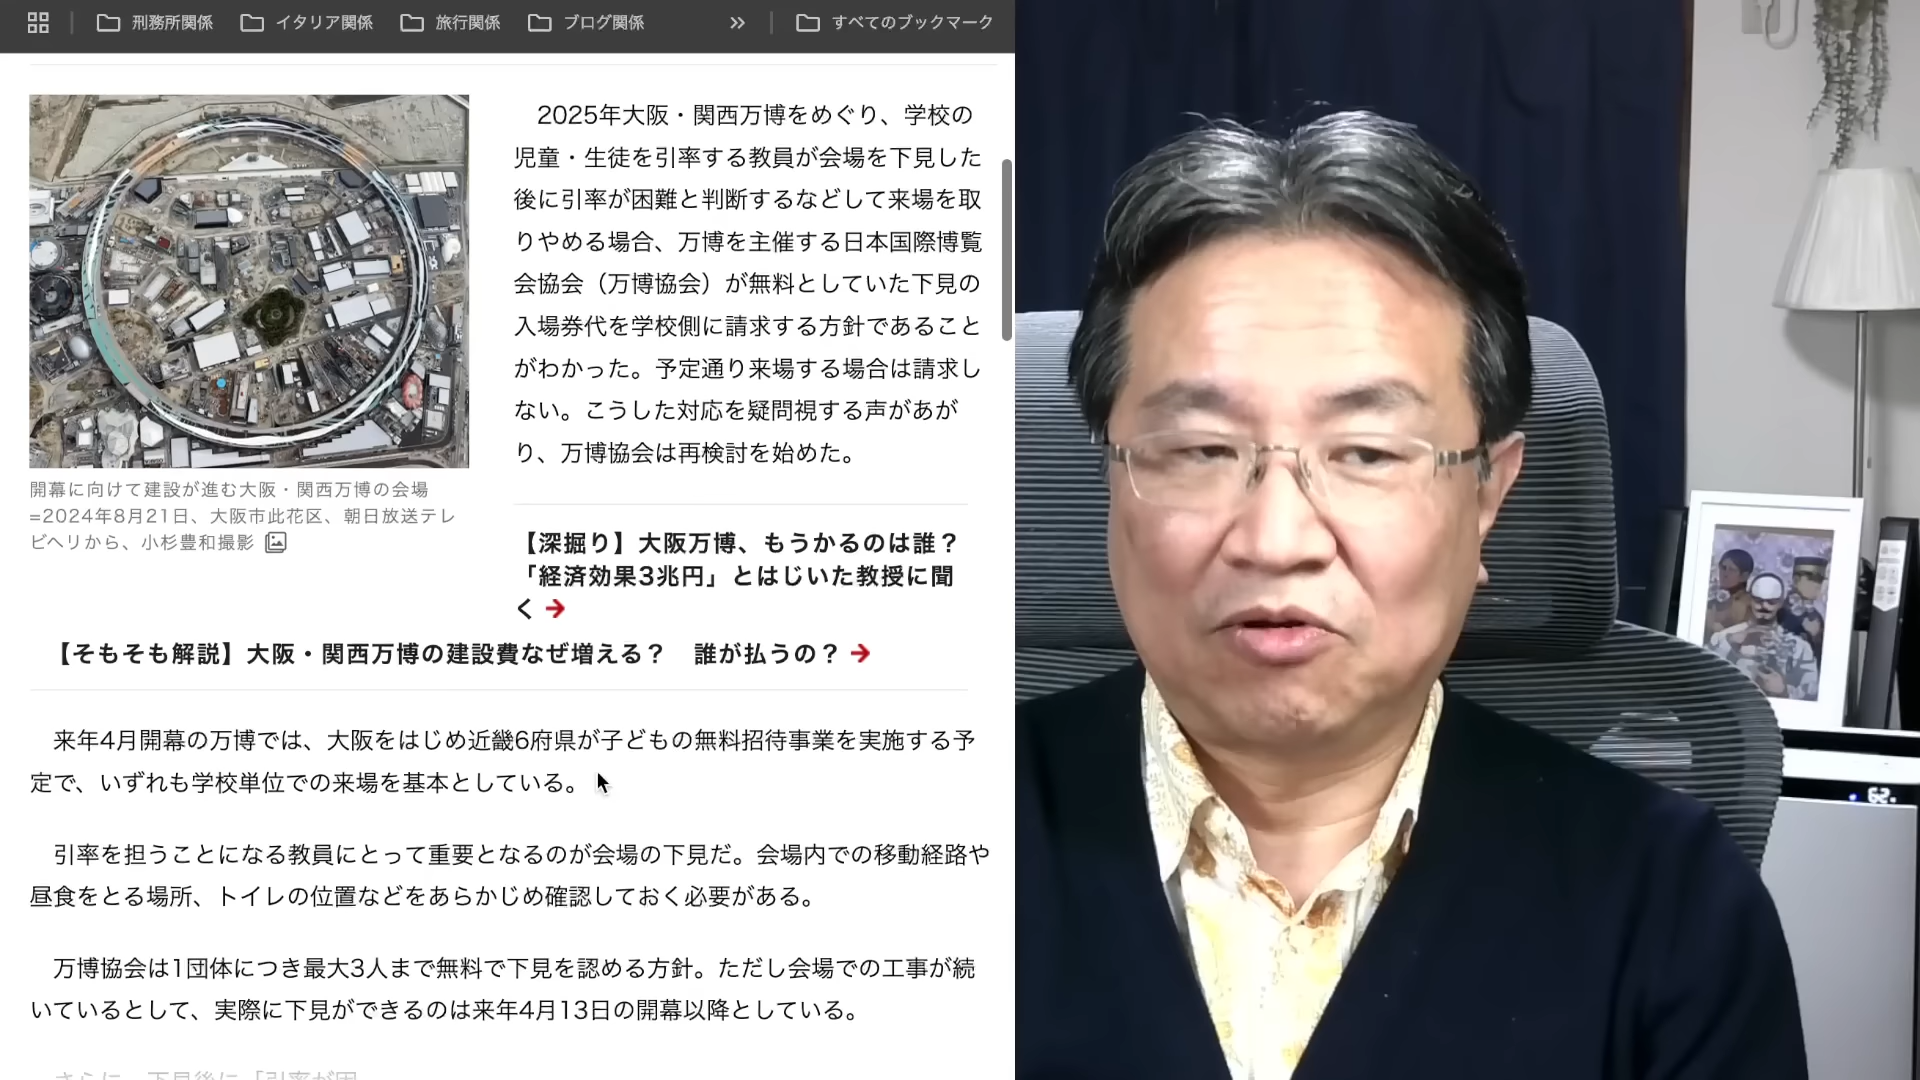 刑務所関係
イタリア関係
旅行関係
ブログ関係
»
すべてのブックマーク
2025年大阪・関西万博をめぐり、学校の
児童・生徒を引率する教員が会場を下見した
後に引率が困難と判断するなどして来場を取
りやめる場合、万博を主催する日本国際博覧
会協会（万博協会）が無料としていた下見の
入場券代を学校側に請求する方針であること
がわかった。予定通り来場する場合は請求し
ない。こうした対応を疑問視する声があが
り、万博協会は再検討を始めた。
開幕に向けて建設が進む大阪・関西万博の会場
=2024年8月21日、大阪市此花区、朝日放送テレ
ビヘリから、小杉豊和撮影
【深掘り】大阪万博、もうかるのは誰？
「経済効果3兆円」とはじいた教授に聞
く
【そもそも解説】大阪・関西万博の建設費なぜ増える？　誰が払うの？
来年4月開幕の万博では、大阪をはじめ近畿6府県が子どもの無料招待事業を実施する予
定で、いずれも学校単位での来場を基本としている。
引率を担うことになる教員にとって重要となるのが会場の下見だ。会場内での移動経路や
昼食をとる場所、トイレの位置などをあらかじめ確認しておく必要がある。
万博協会は1団体につき最大3人まで無料で下見を認める方針。ただし会場での工事が続
いているとして、実際に下見ができるのは来年4月13日の開幕以降としている。
さらに、下見後に「引率が困
62